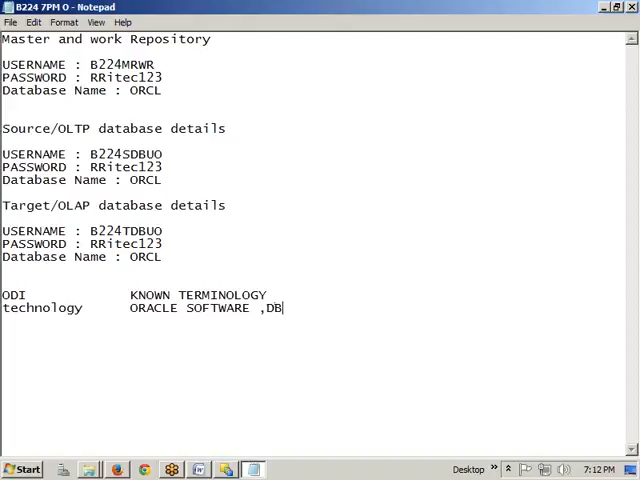 B224 7PM O - Notepad
File Edit Format View Help
Master and work Repository
USERNAME : B224MRWR
PASSWORD : RRitec123
Database Name : ORCL
Source/OLTP database details
USERNAME : B224SDBUO
PASSWORD : RRitec123
Database Name : ORCL
Target/OLAP database details
USERNAME : B224TDBUO
PASSWORD : RRitec123
Database Name : ORCL
ODI KNOWN TERMINOLOGY
technology ORACLE SOFTWARE ,DB
Start Desktop » 7:12 PM